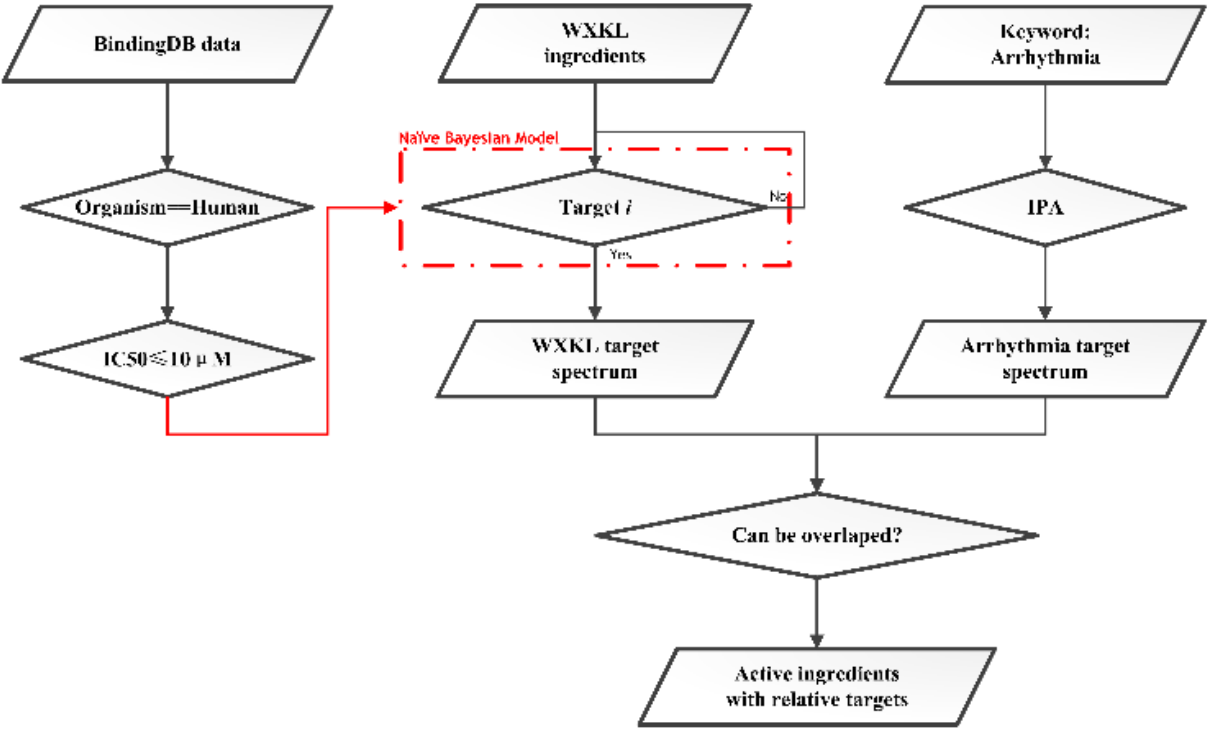 BindingDB data
WXKL
ingredients
Keyword:
Arrhythmia
Naïve Bayesian Model
Organism==Human
Target i
No
IPA
Yes
IC50≤10 μ M
WXKL target
spectrum
Arrhythmia target
spectrum
Can be overlaped?
Active ingredients
with relative targets